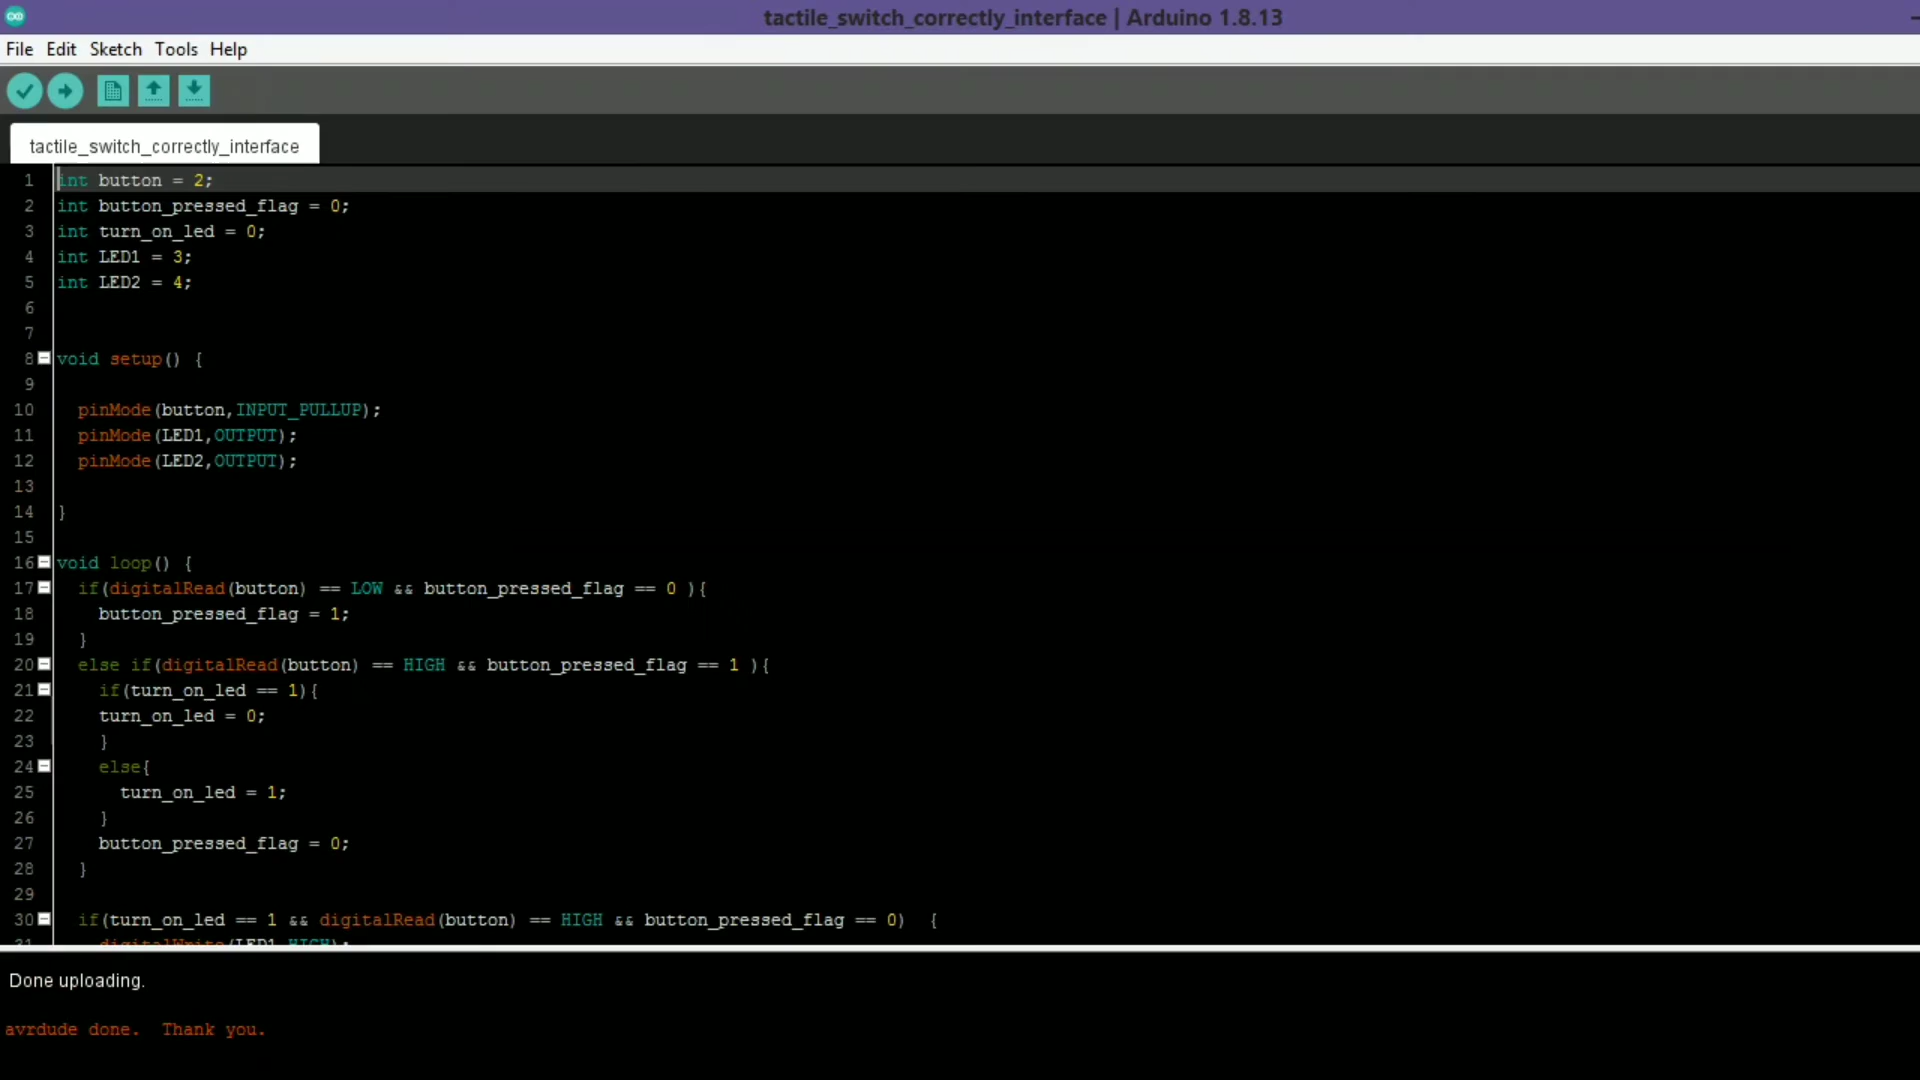 tactile_switch_correctly_interface | Arduino 1.8.13
File Edit Sketch Tools Help
tactile_switch_correctly_interface
1 int button = 2;
2 int button_pressed_flag = 0;
3 int turn_on_led = 0;
4 int LED1 = 3;
5 int LED2 = 4;
6
7
8 void setup() {
9
10 pinMode(button,INPUT_PULLUP);
11 pinMode(LED1,OUTPUT);
12 pinMode(LED2,OUTPUT);
13
14 }
15
16 void loop() {
17 if(digitalRead(button) == LOW && button_pressed_flag == 0 ){
18 button_pressed_flag = 1;
19 }
20 else if(digitalRead(button) == HIGH && button_pressed_flag == 1 ){
21 if(turn_on_led == 1){
22 turn_on_led = 0;
23 }
24 else{
25 turn_on_led = 1;
26 }
27 button_pressed_flag = 0;
28 }
29
30 if(turn_on_led == 1 && digitalRead(button) == HIGH && button_pressed_flag == 0) {
31 digitalWrite(LED1,HIGH);
Done uploading.
avrdude done. Thank you.